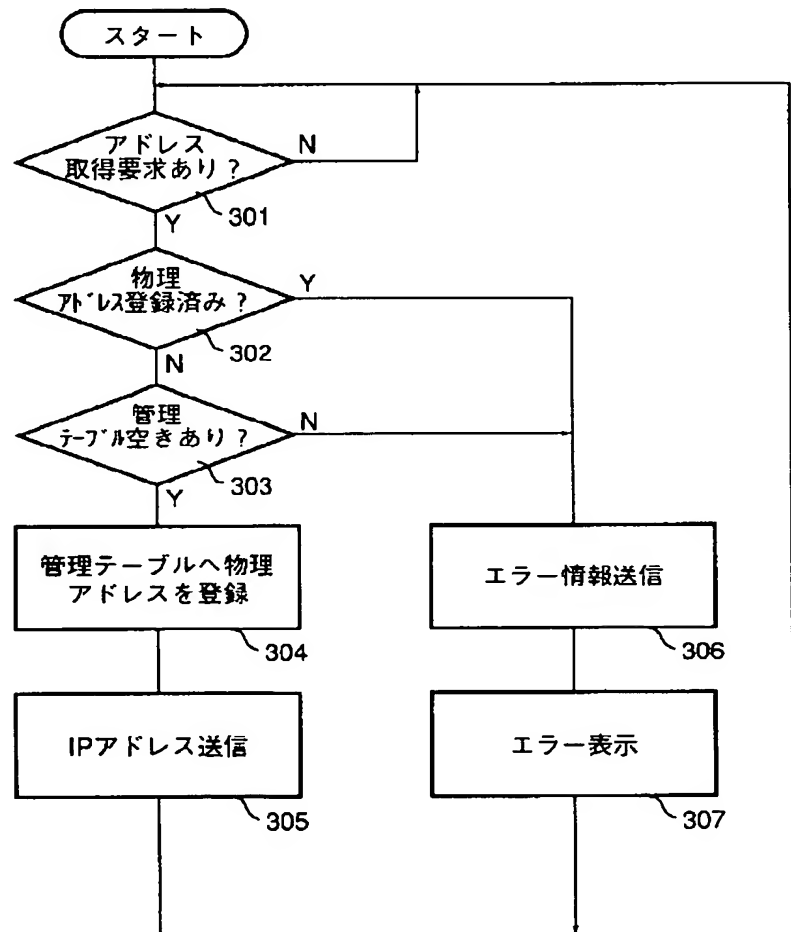 スタート
アドレス
取得要求あり？
N
301
Y
物理
アドレス登録済み？
Y
302
N
管理
テーブル空きあり？
N
303
Y
管理テーブルへ物理
アドレスを登録
304
エラー情報送信
306
IPアドレス送信
305
エラー表示
307